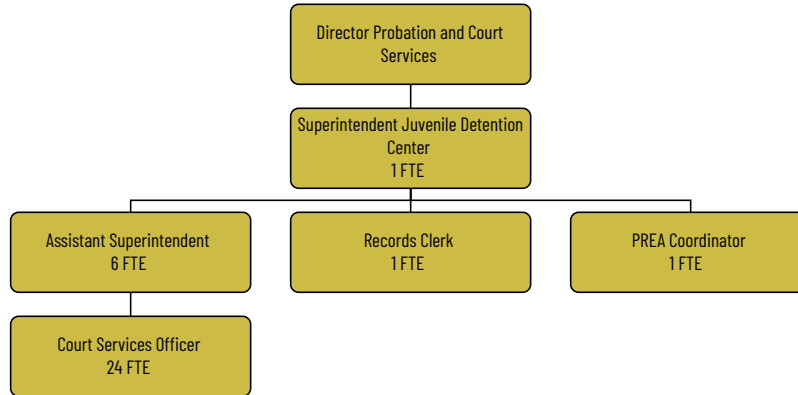 Director Probation and Court
Services
Superintendent Juvenile Detention
Center
1 FTE
Assistant Superintendent
6 FTE
Records Clerk
1 FTE
PREA Coordinator
1 FTE
Court Services Officer
24 FTE